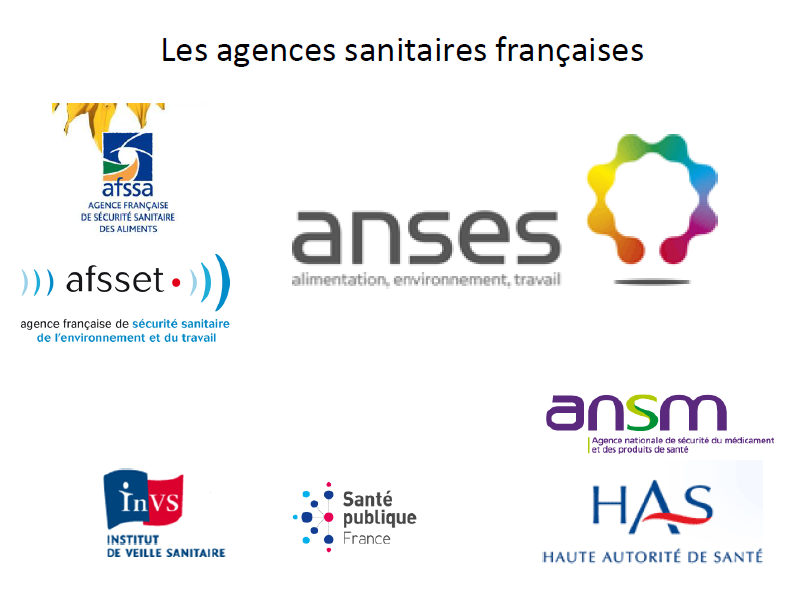 Les agences sanitaires françaises
afssa
AGENCE FRANÇAISE
DE SÉCURITÉ SANITAIRE
DES ALIMENTS
anses
alimentation, environnement, travail
afsset
agence française de sécurité sanitaire
de l'environnement et du travail
ansm
Agence nationale de sécurité du médicament
et des produits de santé
InVS
INSTITUT
DE VEILLE SANITAIRE
Santé
publique
France
HAS
HAUTE AUTORITÉ DE SANTÉ